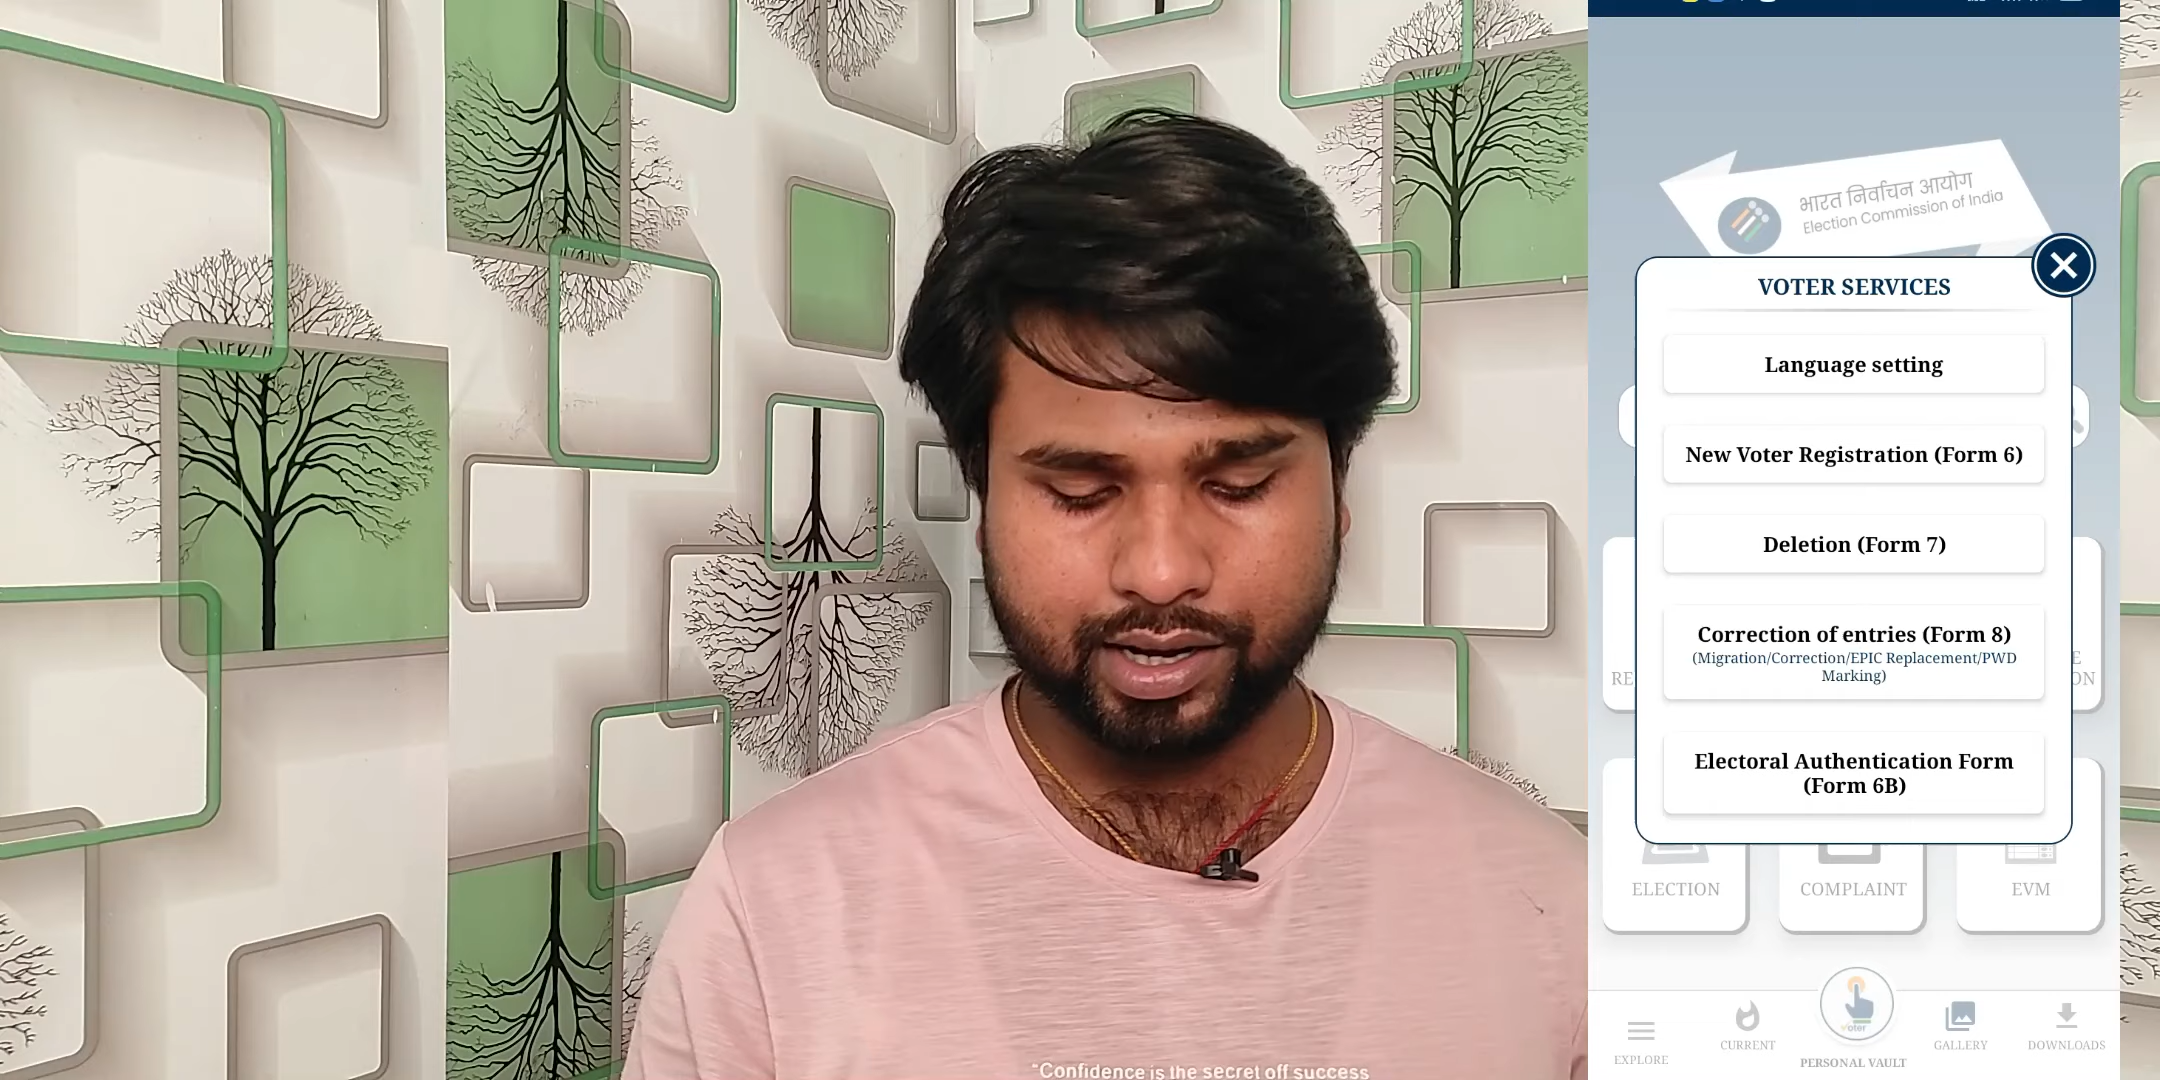 भारत निर्वाचन आयोग
Election Commission of India
VOTER SERVICES
Language setting
New Voter Registration (Form 6)
Deletion (Form 7)
Correction of entries (Form 8)
(Migration/Correction/EPIC Replacement/PWD
Marking)
Electoral Authentication Form
(Form 6B)
RE
E
ON
ELECTION
COMPLAINT
EVM
EXPLORE
CURRENT
PERSONAL VAULT
GALLERY
DOWNLOADS
"Confidence is the secret off success